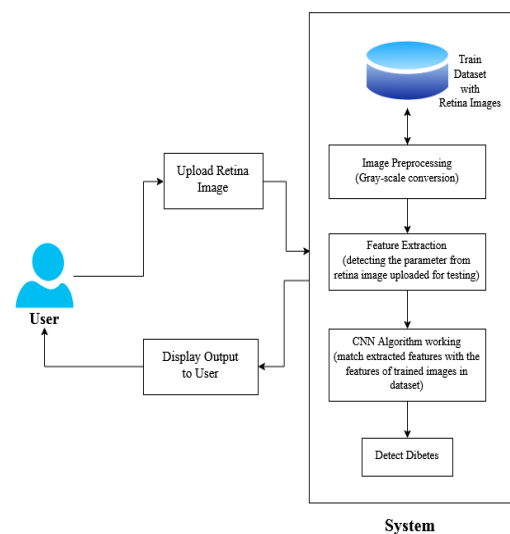 Train
Dataset
with
Retina Images
Image Preprocessing
(Gray-scale conversion)
Upload Retina
Image
Feature Extraction
(detecting the parameter from
retina image uploaded for testing)
User
Display Output
to User
CNN Algorithm working
(match extracted features with the
features of trained images in
dataset)
Detect Dibetes
System